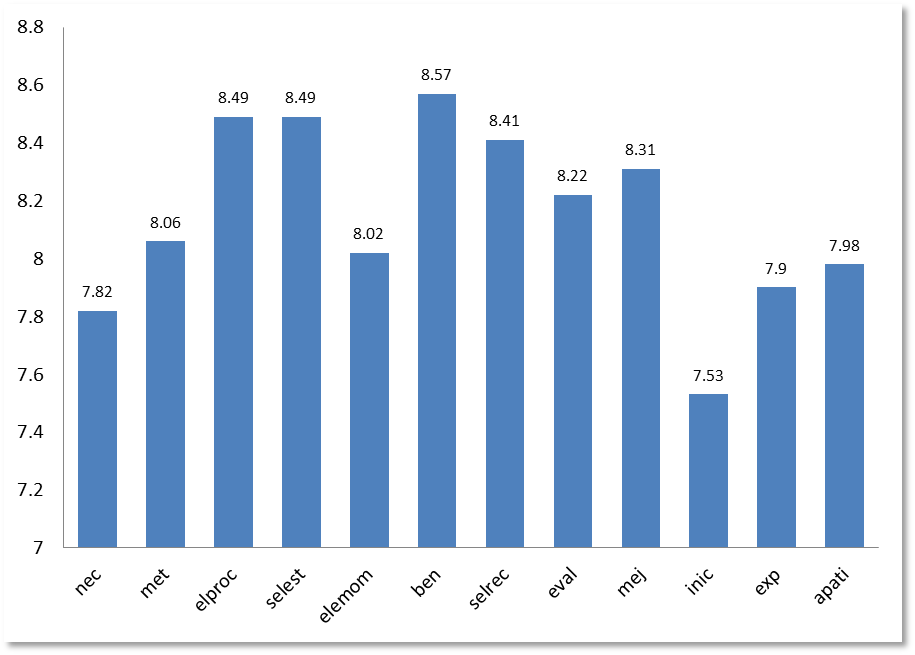 8.8
8.6
8.4
8.2
8
7.8
7.6
7.4
7.2
7
7.82
8.06
8.49
8.49
8.02
8.57
8.41
8.22
8.31
7.53
7.9
7.98
nec
met
elproc
selest
elemom
ben
selrec
eval
mej
inic
exp
apati